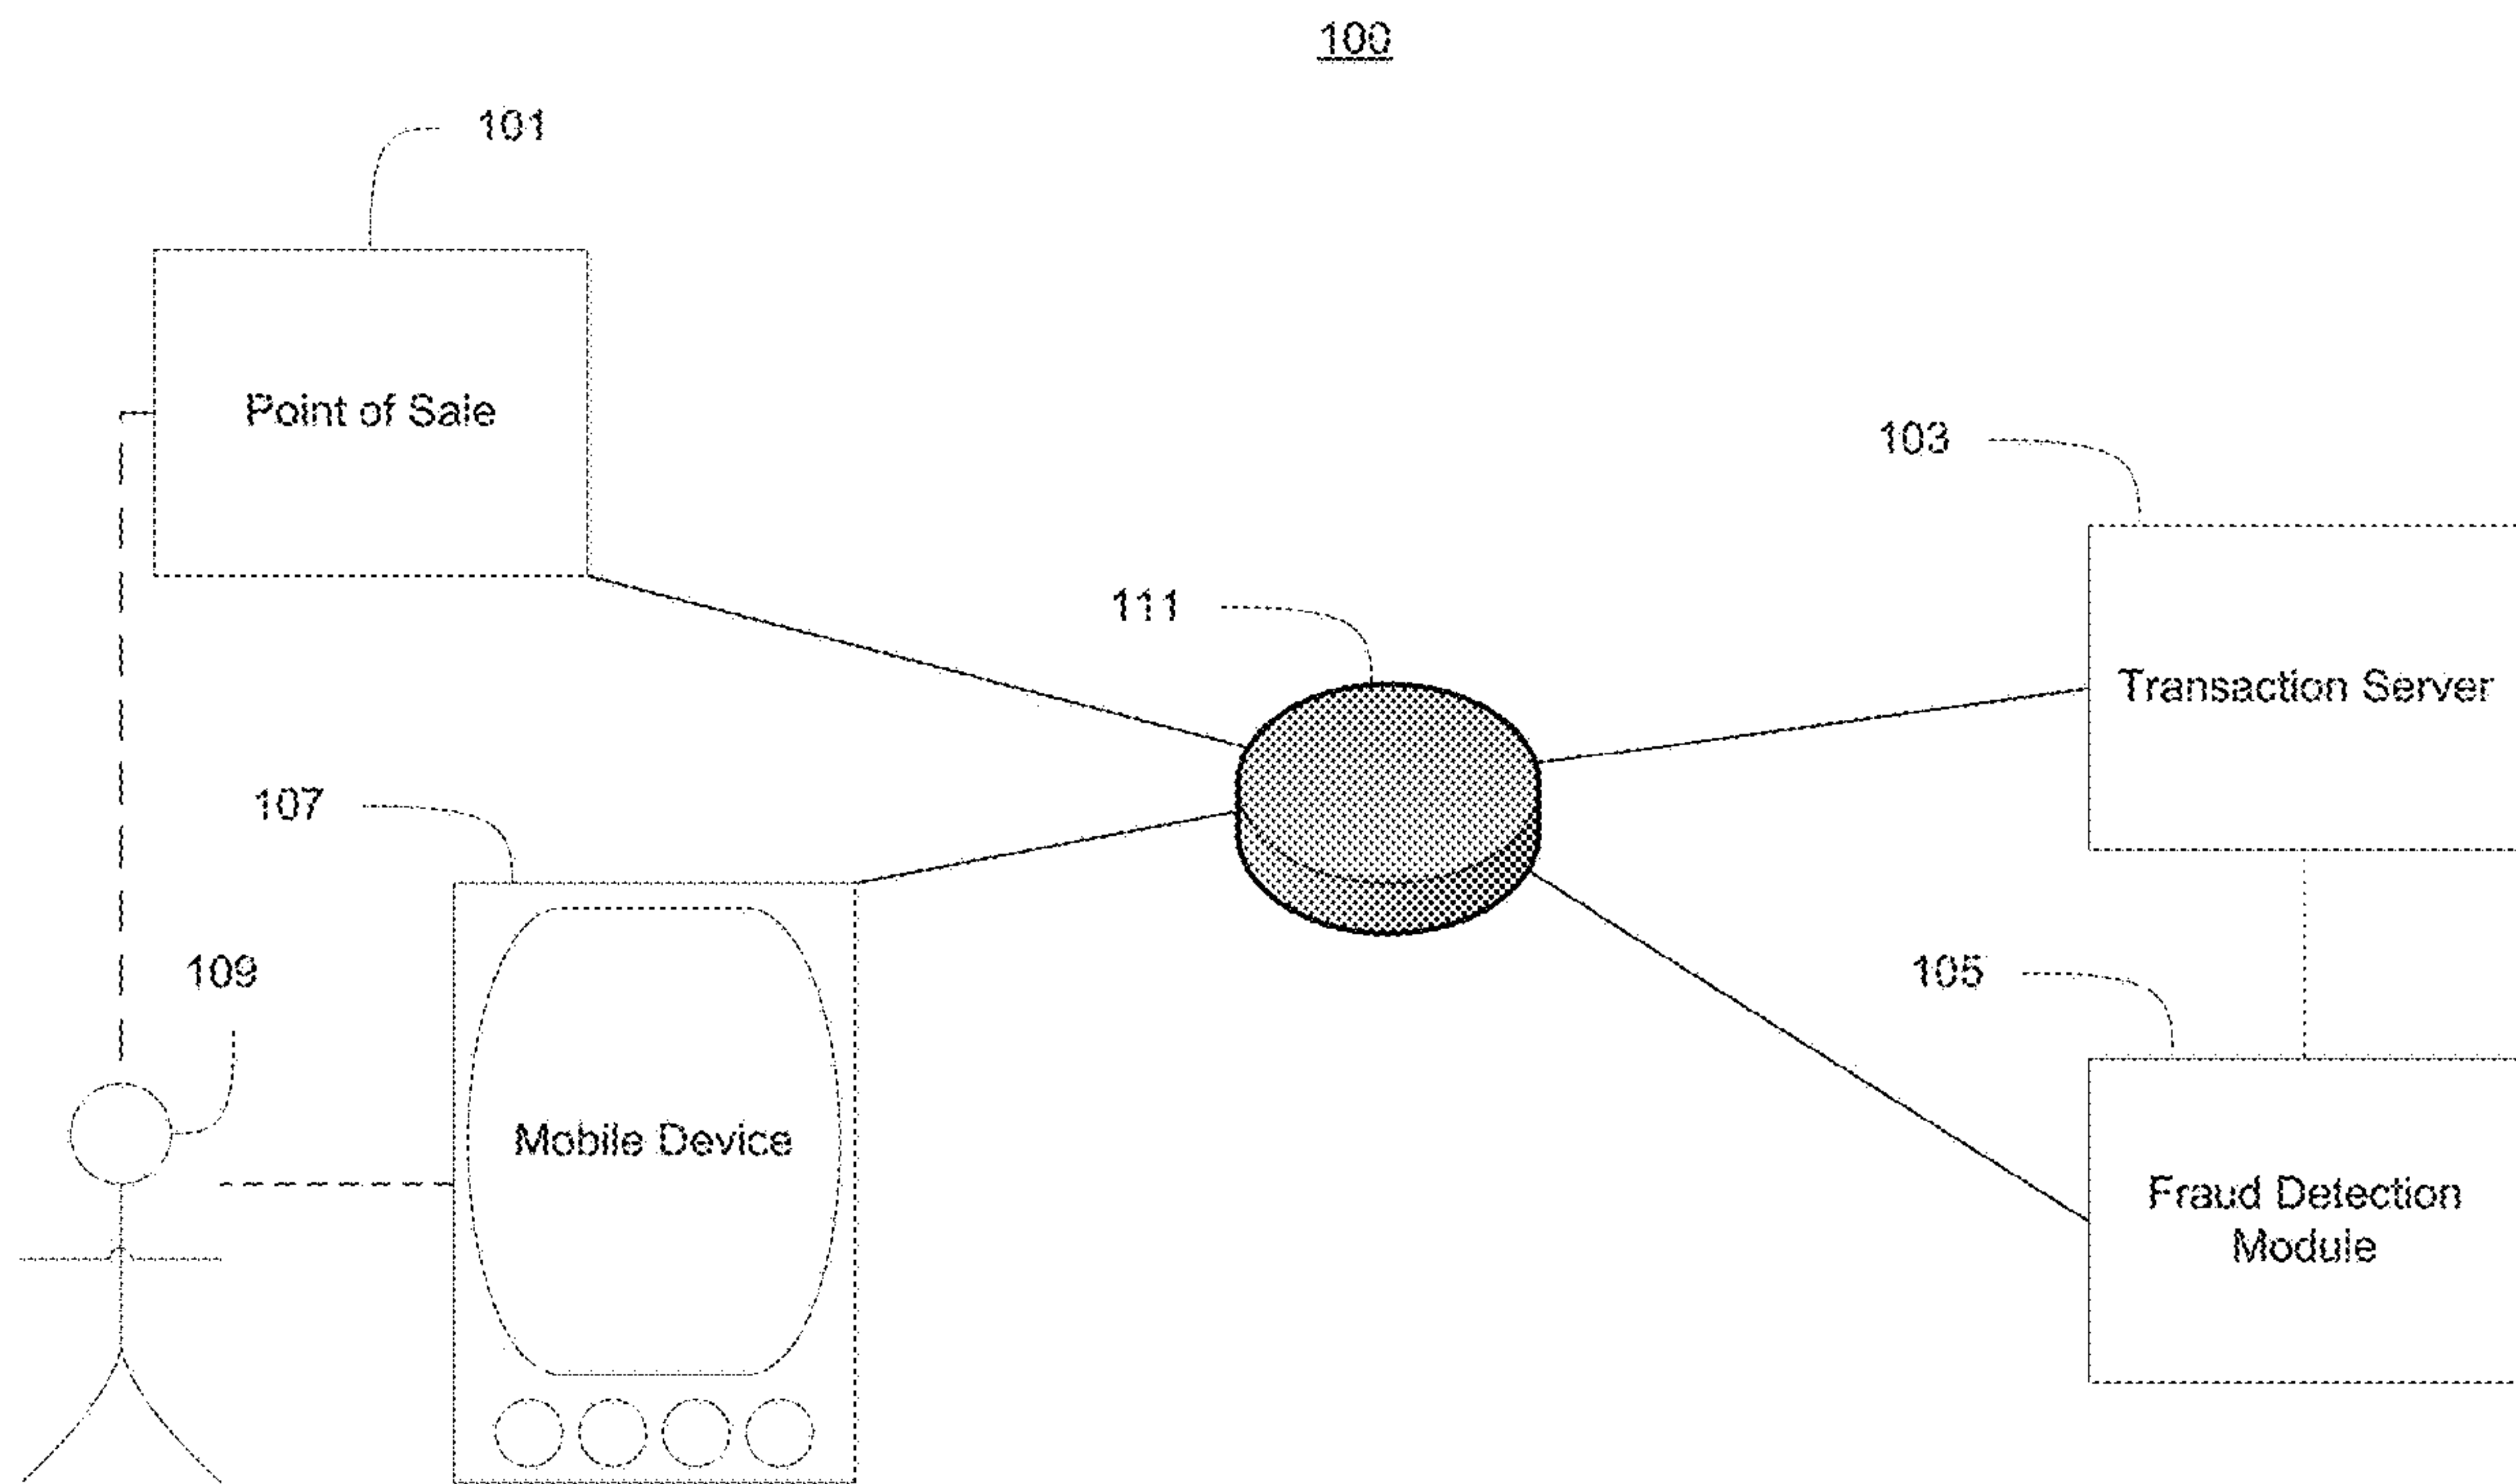 100
101
Point of Sale
103
111
Transaction Server
107
109
105
Mobile Device
Fraud Detection
Module